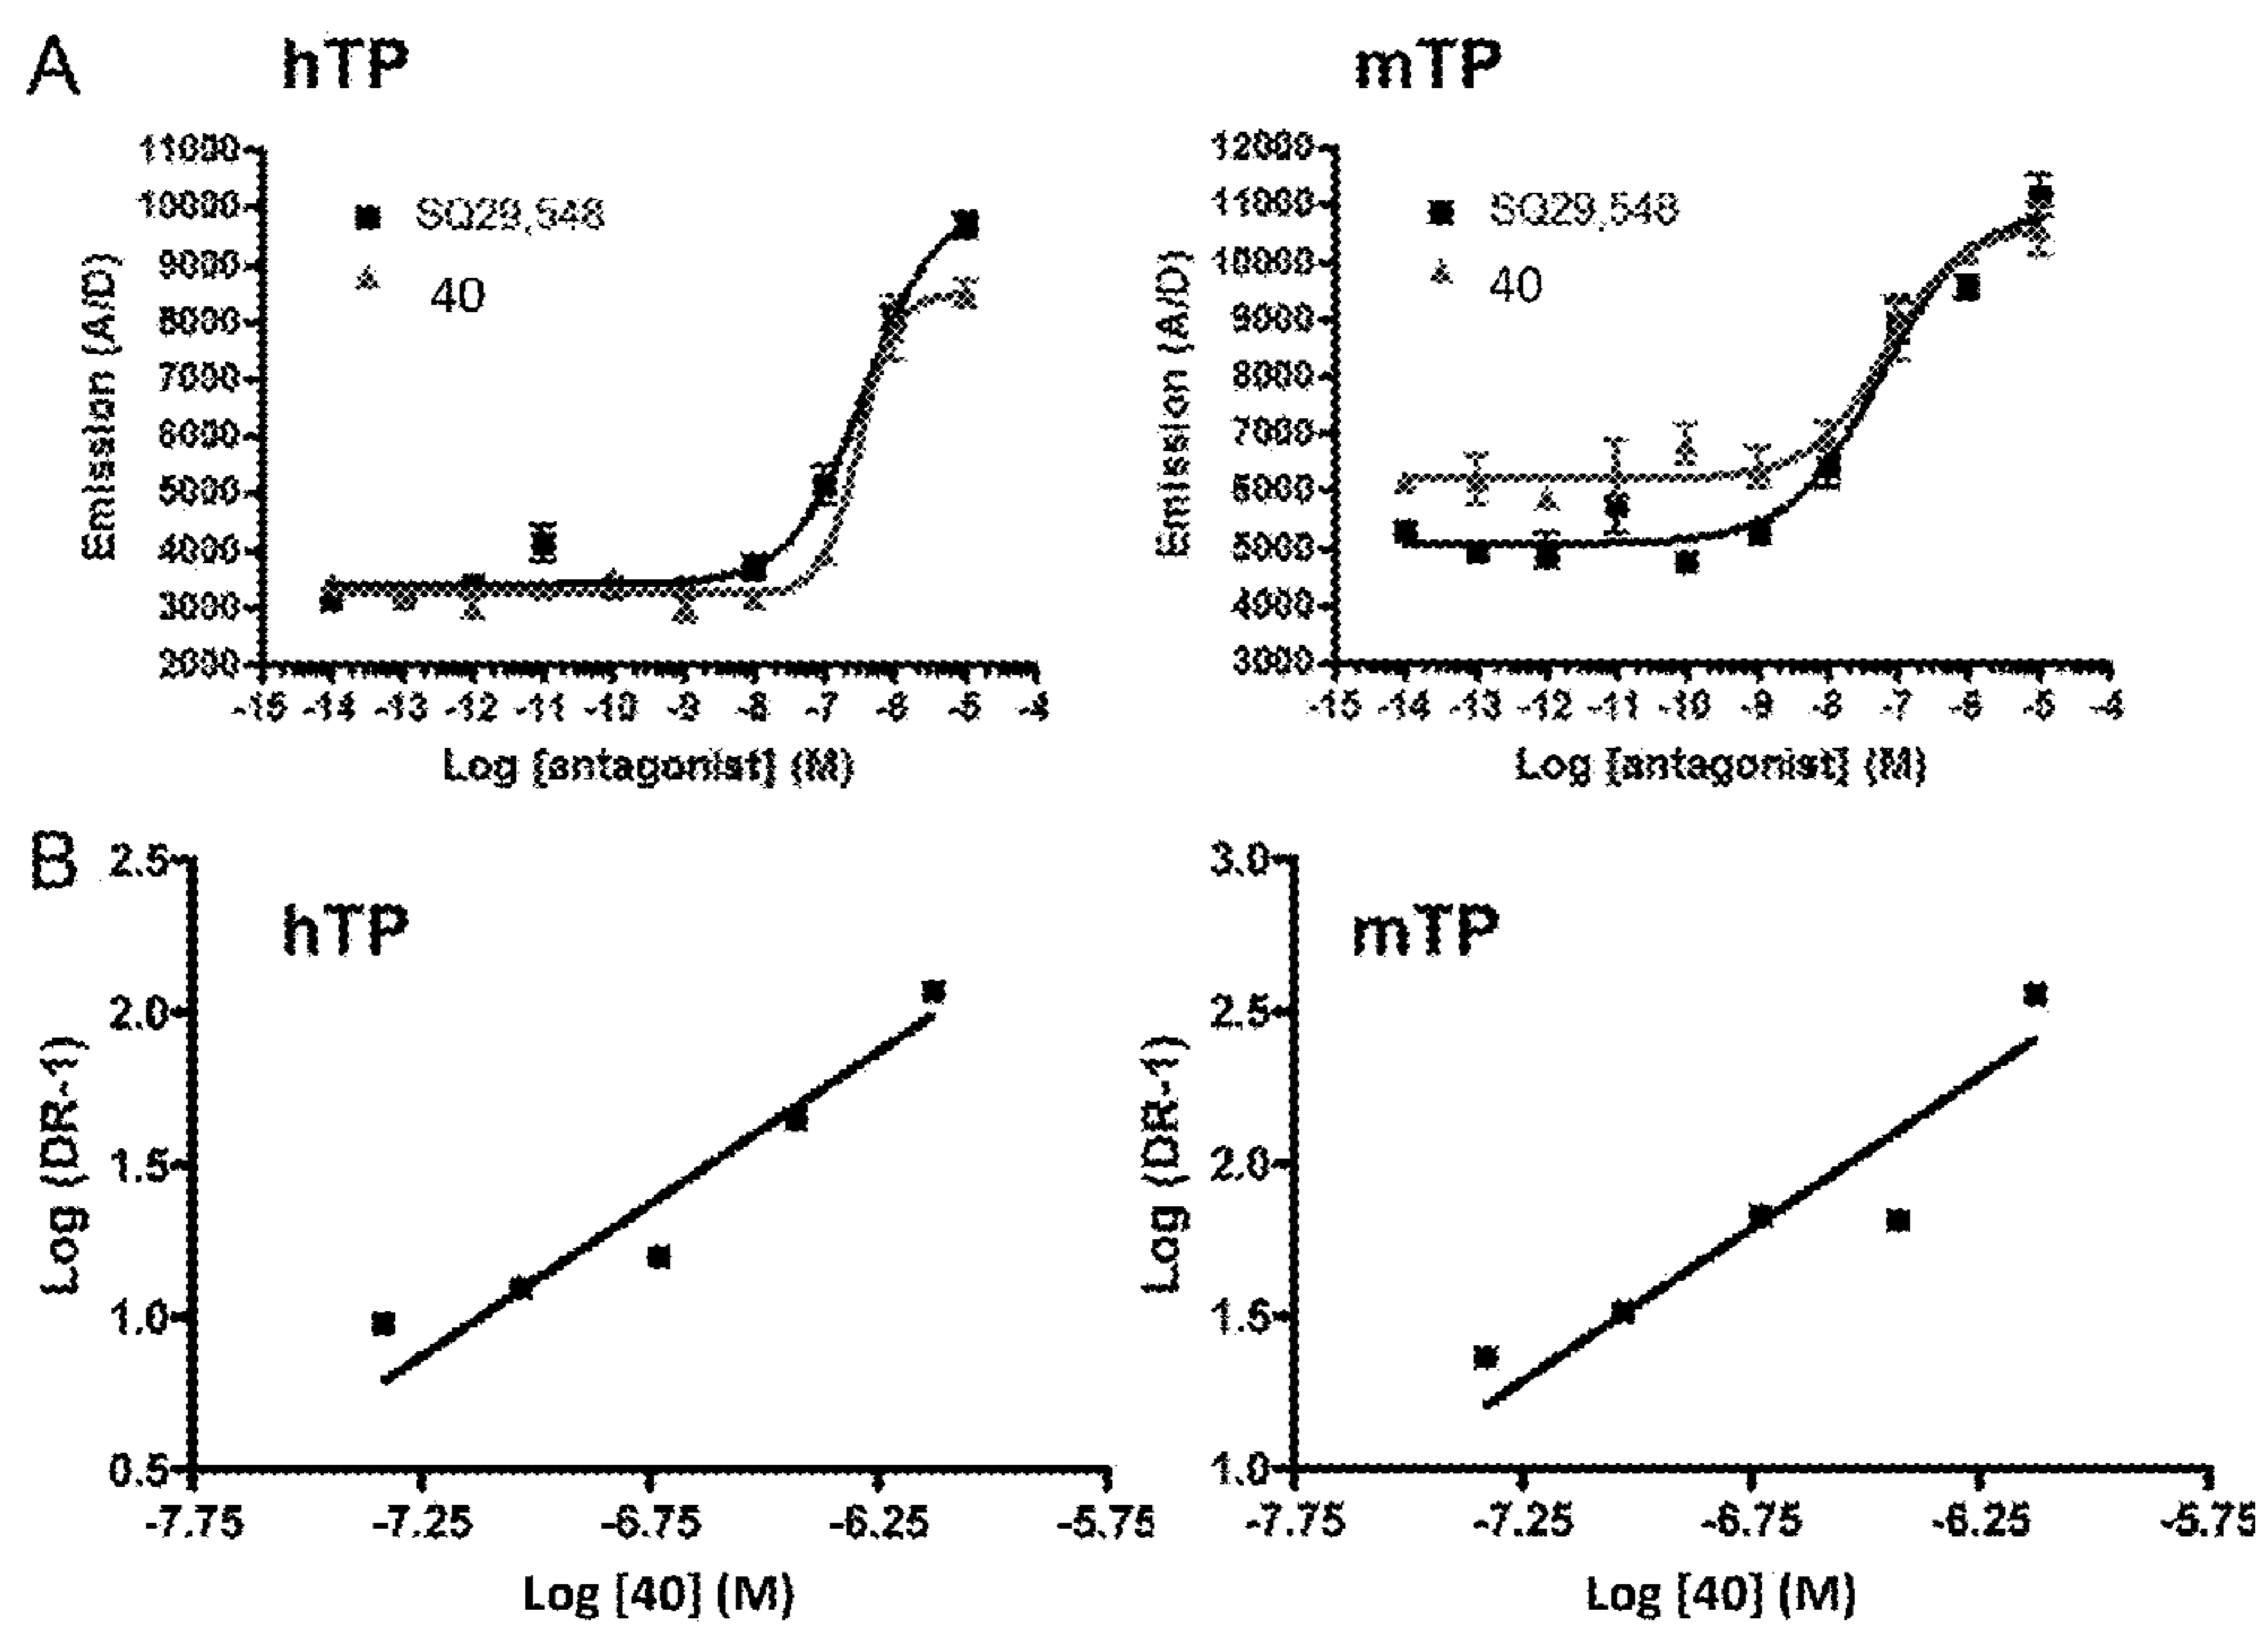 A
hTP
mTP
11000
10000
9000
8000
7000
6000
5000
4000
3000
2000
Emission (A/D)
SQ29,548
40
-15 -14 -13 -12 -11 -10 -9 -8 -7 -6 -5 -4
Log [antagonist] (M)
12000
11000
10000
9000
8000
7000
6000
5000
4000
3000
Emission (A/D)
SQ29,548
40
-15 -14 -13 -12 -11 -10 -9 -8 -7 -6 -5 -4
Log [antagonist] (M)
B
hTP
2.5
2.0
1.5
1.0
0.5
Log (DR-1)
-7.75 -7.25 -6.75 -6.25 -5.75
Log [40] (M)
mTP
3.0
2.5
2.0
1.5
1.0
Log (DR-1)
-7.75 -7.25 -6.75 -6.25 -5.75
Log [40] (M)